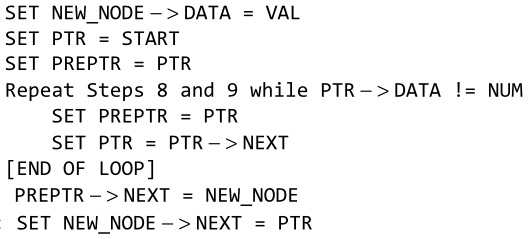 SET NEW_NODE->DATA = VAL
SET PTR = START
SET PREPTR = PTR
Repeat Steps 8 and 9 while PTR->DATA != NUM
SET PREPTR = PTR
SET PTR = PTR->NEXT
[END OF LOOP]
PREPTR->NEXT = NEW_NODE
: SET NEW_NODE->NEXT = PTR